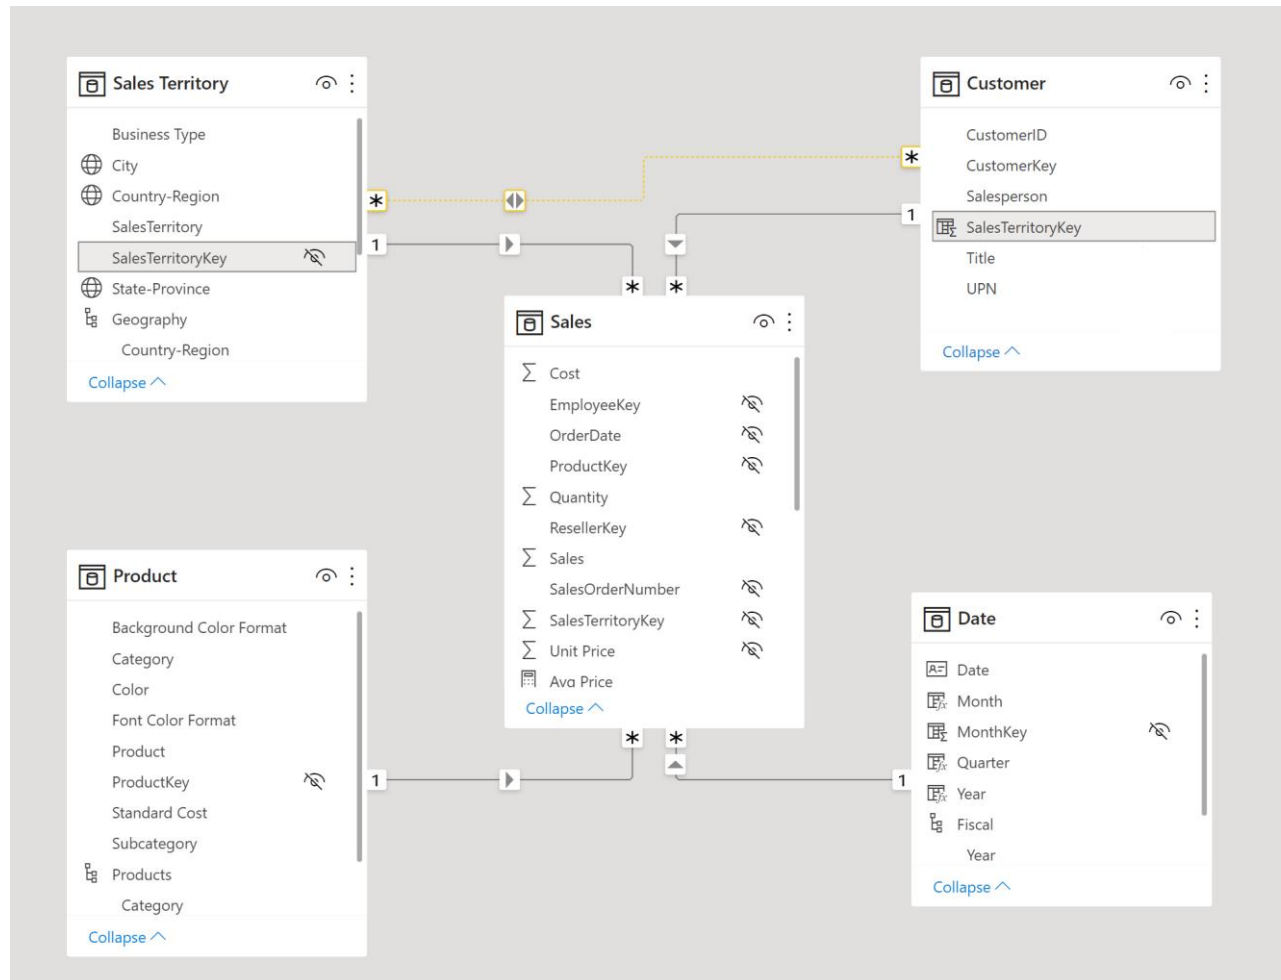 Sales Territory
Business Type
City
Country-Region
SalesTerritory
SalesTerritoryKey
State-Province
Geography
Country-Region
Collapse
*
1
*
1
Customer
CustomerID
CustomerKey
Salesperson
SalesTerritoryKey
Title
UPN
Collapse
*
*
Sales
Cost
EmployeeKey
OrderDate
ProductKey
Quantity
ResellerKey
Sales
SalesOrderNumber
SalesTerritoryKey
Unit Price
Avg Price
Collapse
*
*
Product
Background Color Format
Category
Color
Font Color Format
Product
ProductKey
Standard Cost
Subcategory
Products
Category
Collapse
1
1
Date
Date
Month
MonthKey
Quarter
Year
Fiscal
Year
Collapse